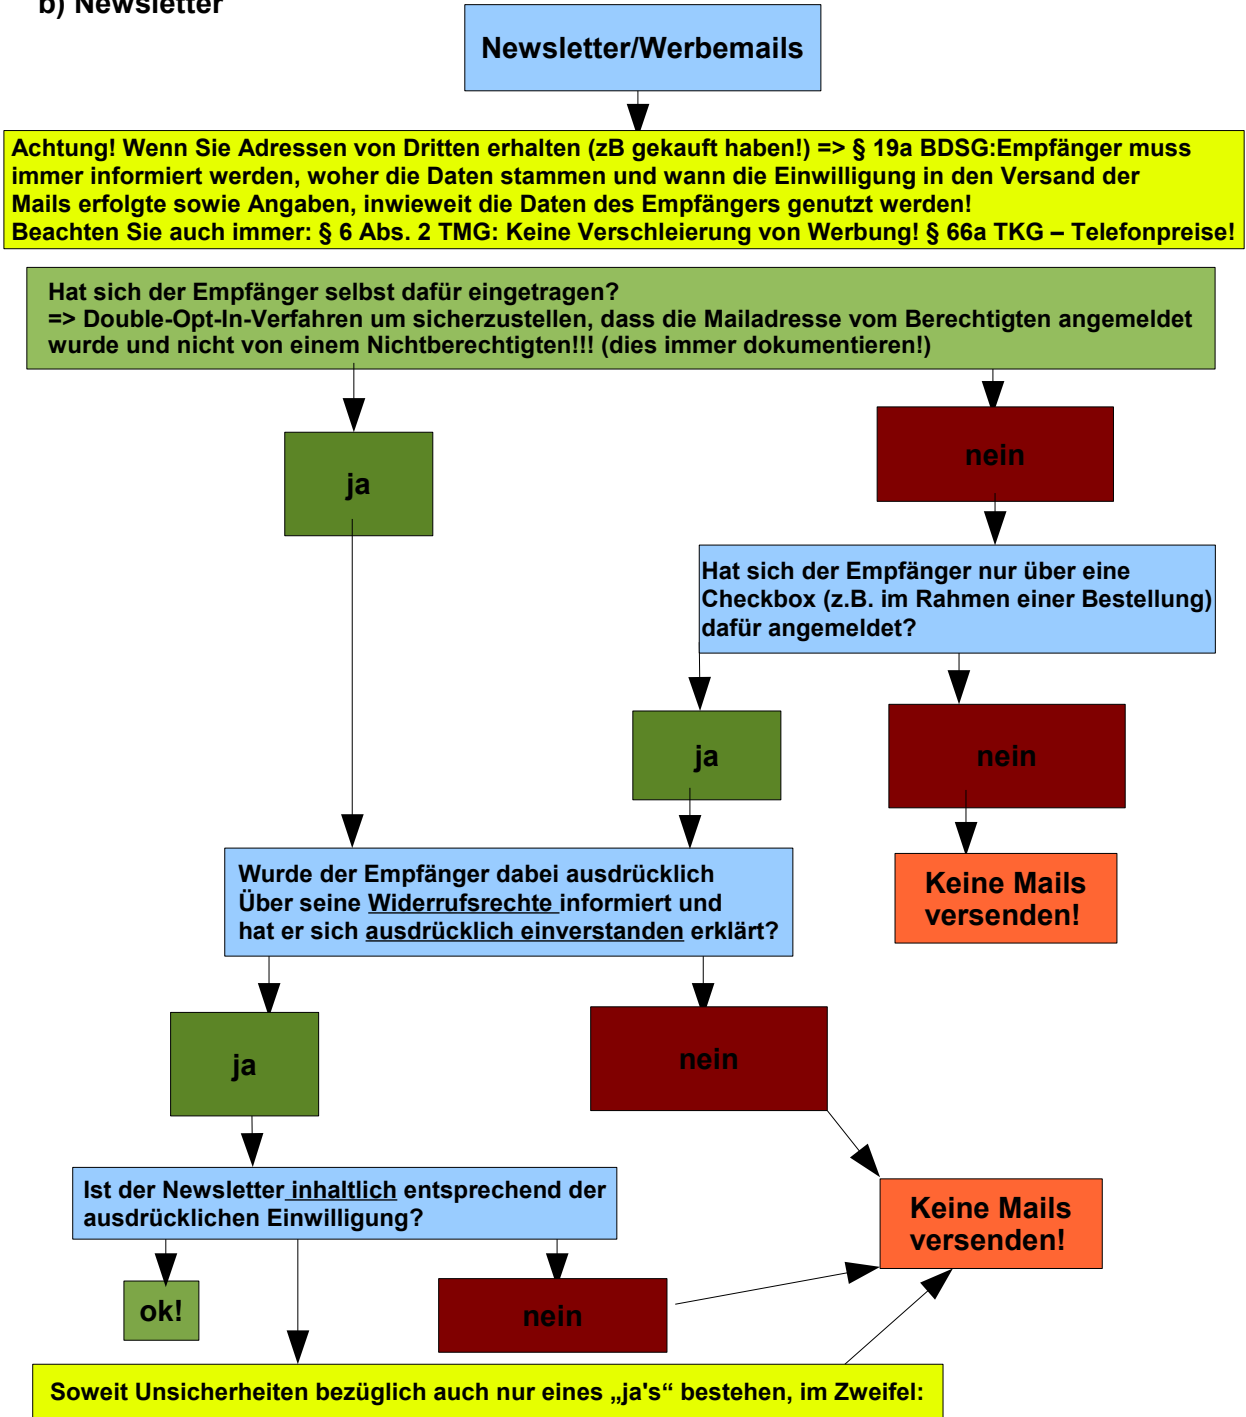 b) Newsletter
Newsletter/Werbemails
Achtung! Wenn Sie Adressen von Dritten erhalten (zB gekauft haben!) => § 19a BDSG:Empfänger muss
immer informiert werden, woher die Daten stammen und wann die Einwilligung in den Versand der
Mails erfolgte sowie Angaben, inwieweit die Daten des Empfängers genutzt werden!
Beachten Sie auch immer: § 6 Abs. 2 TMG: Keine Verschleierung von Werbung! § 66a TKG – Telefonpreise!
Hat sich der Empfänger selbst dafür eingetragen?
=> Double-Opt-In-Verfahren um sicherzustellen, dass die Mailadresse vom Berechtigten angemeldet
wurde und nicht von einem Nichtberechtigten!!! (dies immer dokumentieren!)
ja
nein
Hat sich der Empfänger nur über eine
Checkbox (z.B. im Rahmen einer Bestellung)
dafür angemeldet?
ja
nein
Wurde der Empfänger dabei ausdrücklich
Über seine Widerrufsrechte informiert und
hat er sich ausdrücklich einverstanden erklärt?
Keine Mails
versenden!
ja
nein
Ist der Newsletter inhaltlich entsprechend der
ausdrücklichen Einwilligung?
Keine Mails
versenden!
ok!
nein
Soweit Unsicherheiten bezüglich auch nur eines „ja's“ bestehen, im Zweifel: